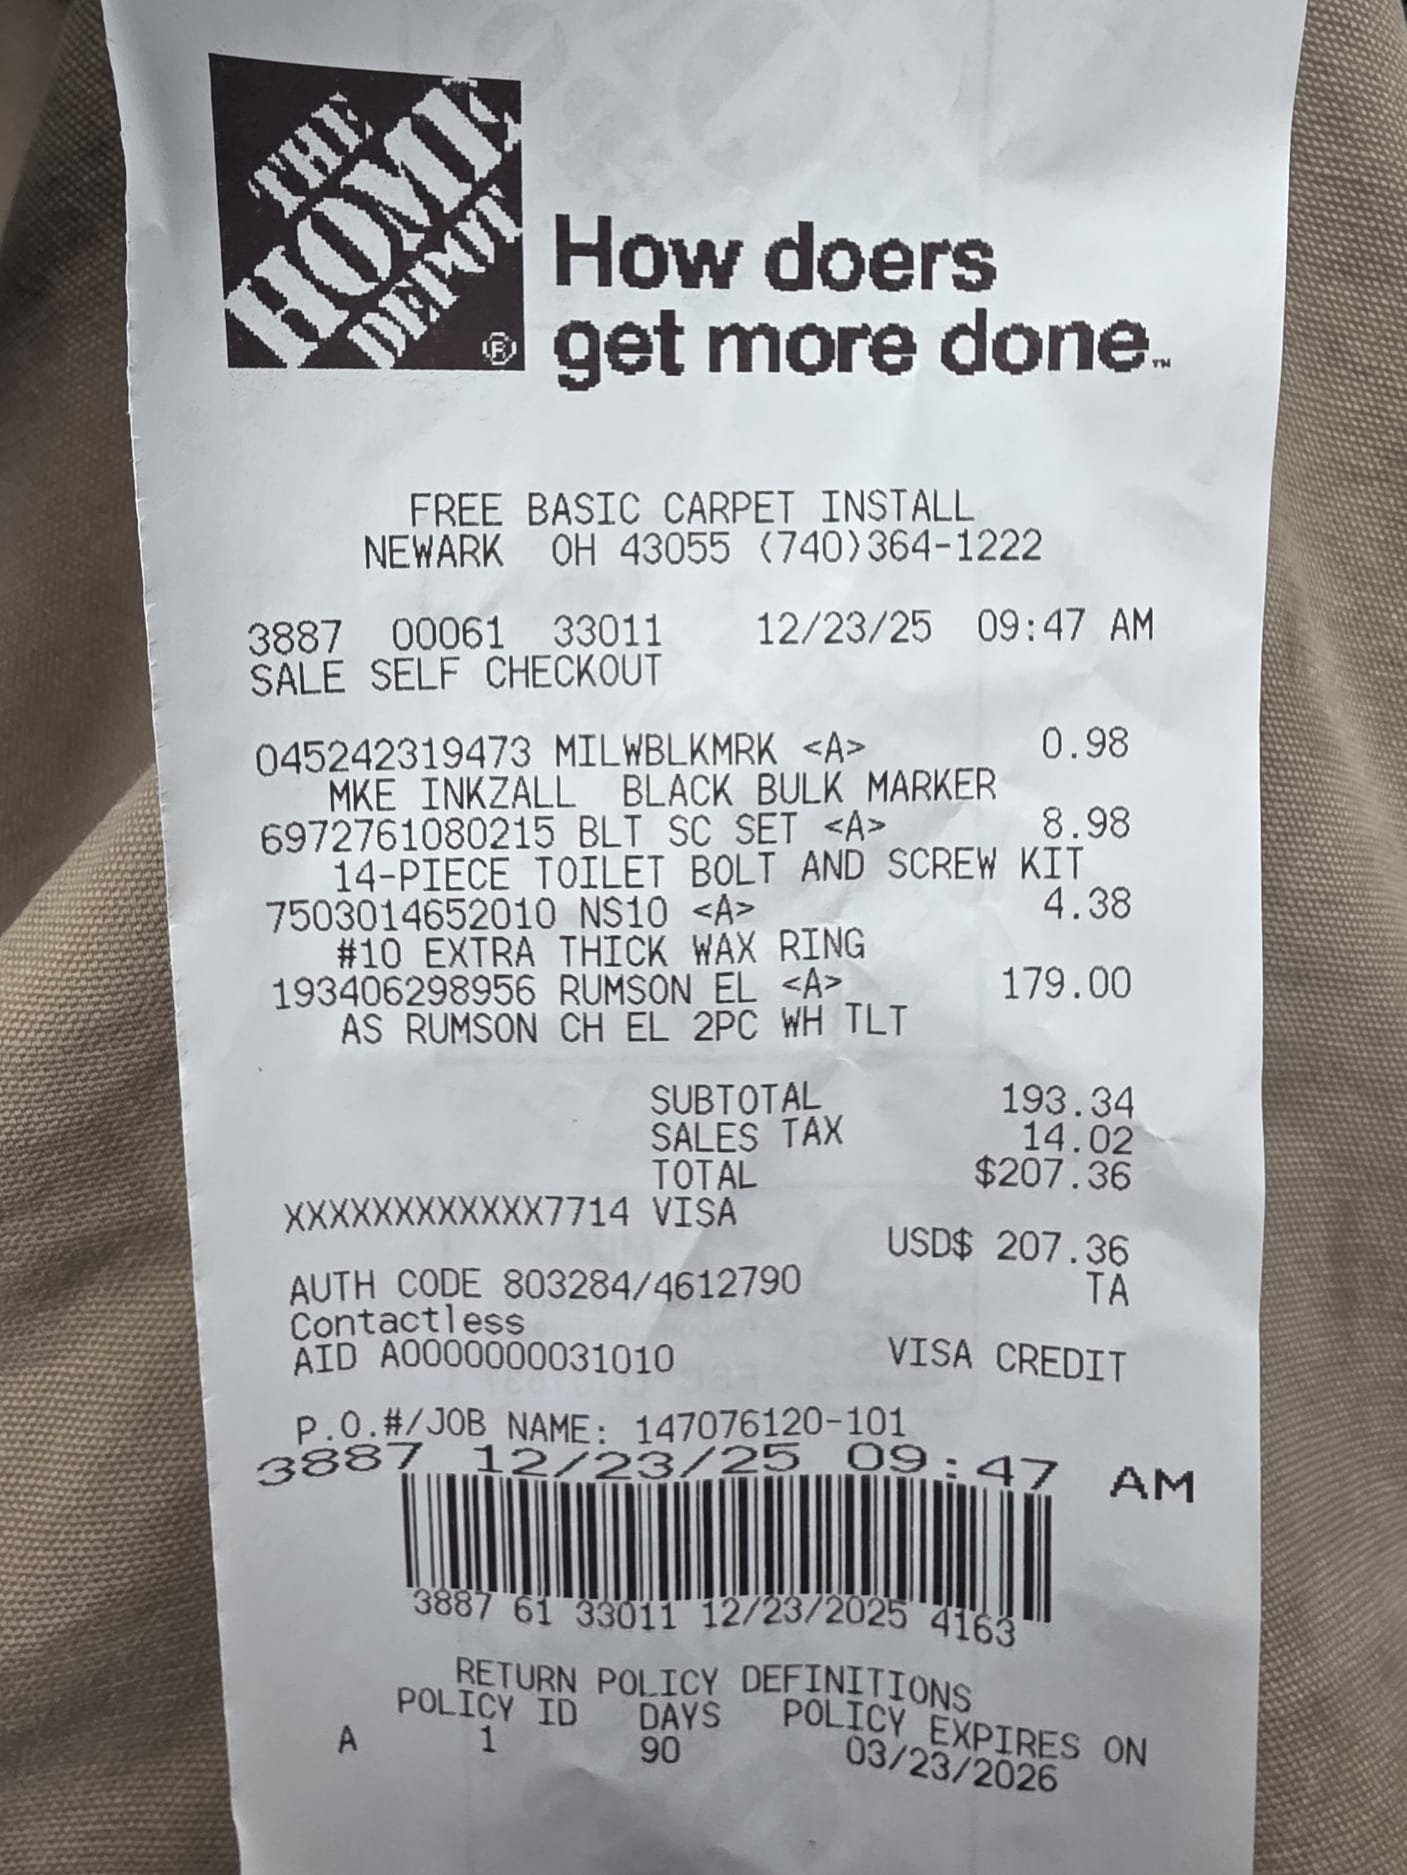 THE
HOME
DEPOT
®
How doers
get more done™
FREE BASIC CARPET INSTALL
NEWARK OH 43055 (740)364-1222
3887 00061 33011 12/23/25 09:47 AM
SALE SELF CHECKOUT
045242319473 MILWBLKMRK <A> 0.98
MKE INKZALL BLACK BULK MARKER
6972761080215 BLT SC SET <A> 8.98
14-PIECE TOILET BOLT AND SCREW KIT
7503014652010 NS10 <A> 4.38
#10 EXTRA THICK WAX RING
193406298956 RUMSON EL <A> 179.00
AS RUMSON CH EL 2PC WH TLT
SUBTOTAL 193.34
SALES TAX 14.02
TOTAL $207.36
XXXXXXXXXXXX7714 VISA
USD$ 207.36
AUTH CODE 803284/4612790 TA
Contactless
AID A0000000031010 VISA CREDIT
P.O.#/JOB NAME: 147076120-101
3887 12/23/25 09:47 AM
3887 61 33011 12/23/2025 4163
RETURN POLICY DEFINITIONS
POLICY ID DAYS POLICY EXPIRES ON
A 1 90 03/23/2026